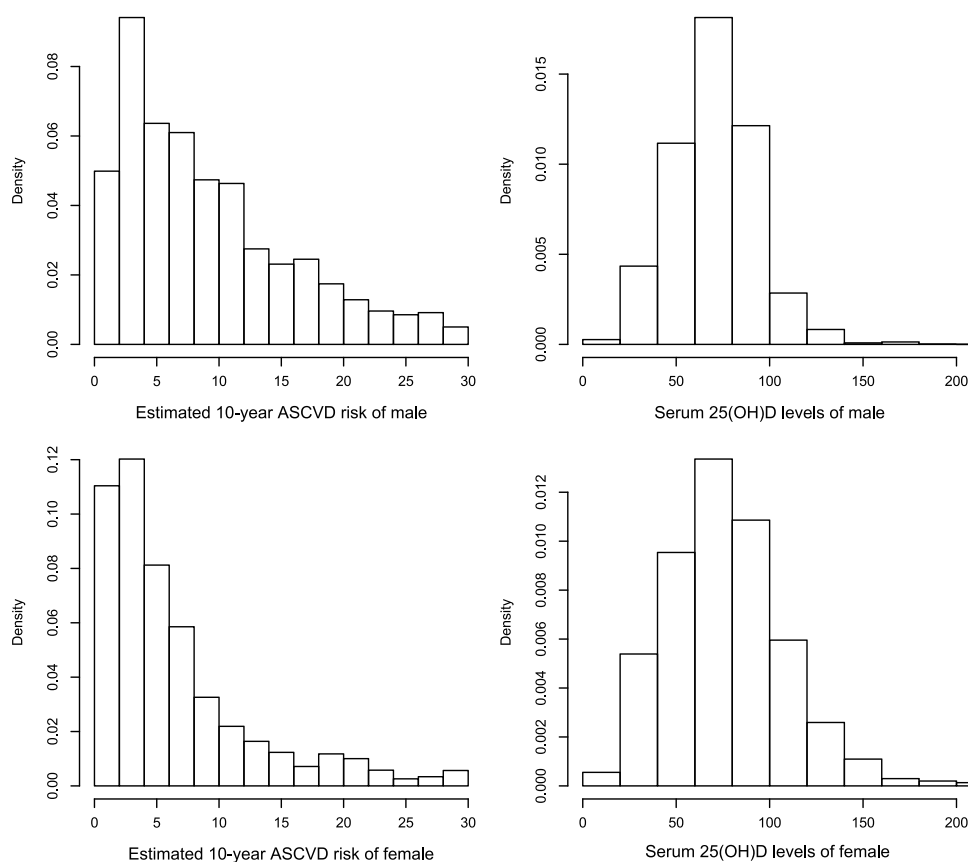 Density
0.00 0.02 0.04 0.06 0.08
0 5 10 15 20 25 30
Estimated 10-year ASCVD risk of male
Density
0.000 0.005 0.010 0.015
0 50 100 150 200
Serum 25(OH)D levels of male
Density
0.00 0.02 0.04 0.06 0.08 0.10 0.12
0 5 10 15 20 25 30
Estimated 10-year ASCVD risk of female
Density
0.000 0.002 0.004 0.006 0.008 0.010 0.012
0 50 100 150 200
Serum 25(OH)D levels of female